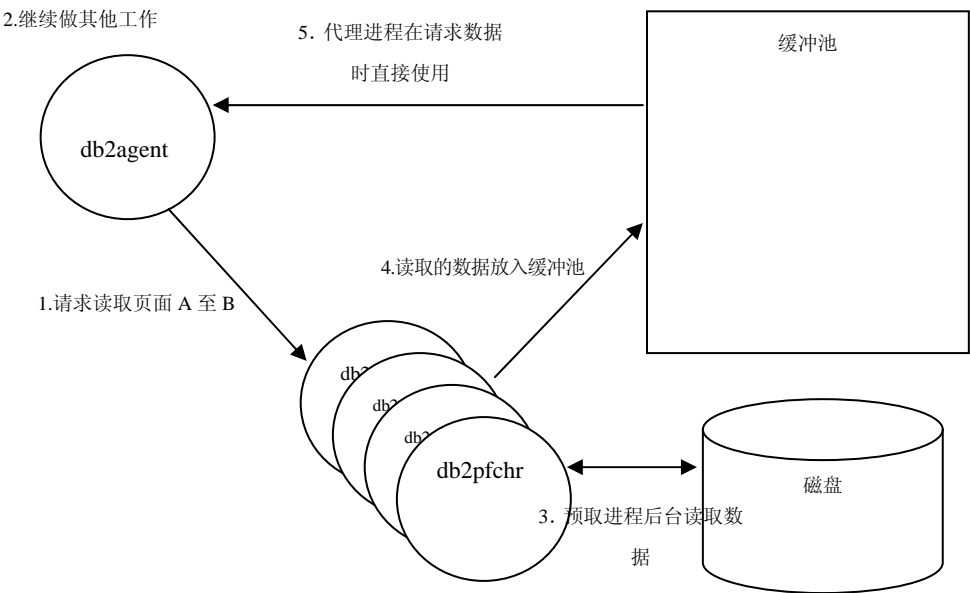 2.继续做其他工作
5. 代理进程在请求数据
时直接使用
缓冲池
db2agent
4.读取的数据放入缓冲池
1.请求读取页面 A 至 B
db2
db2
db2
db2pfchr
磁盘
3. 预取进程后台读取数
据